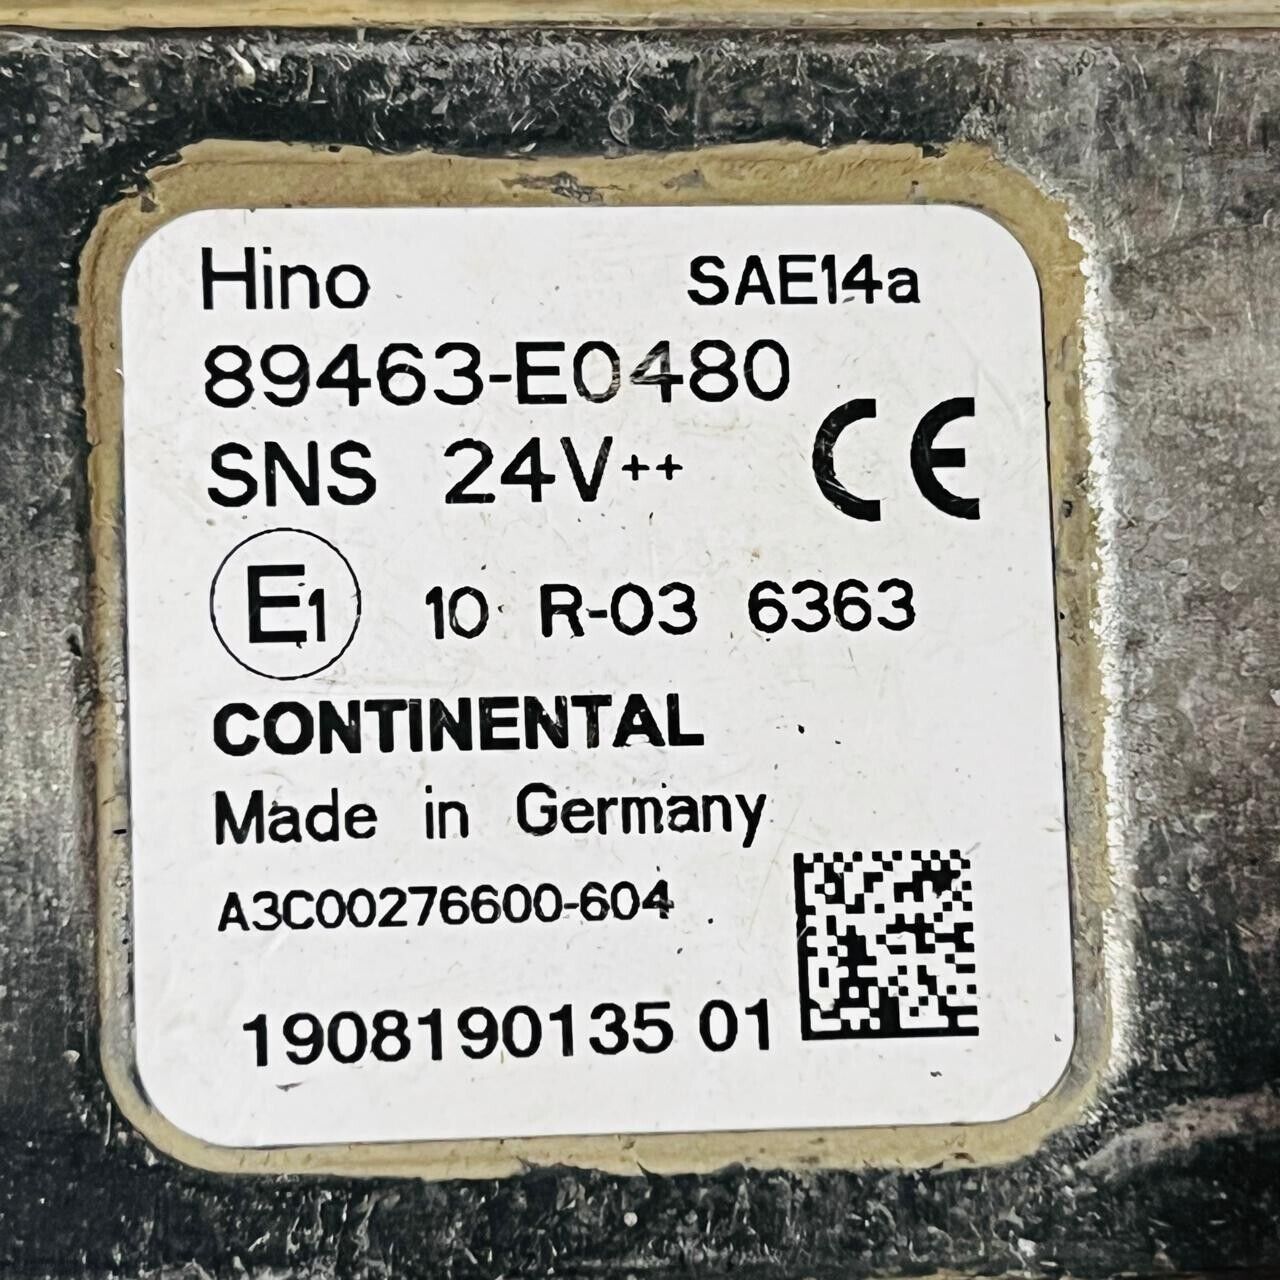 Hino SAE14a
89463-E0480
SNS 24V++ CE
E1 10 R-03 6363
CONTINENTAL
Made in Germany
A3C00276600-604
1908190135 01